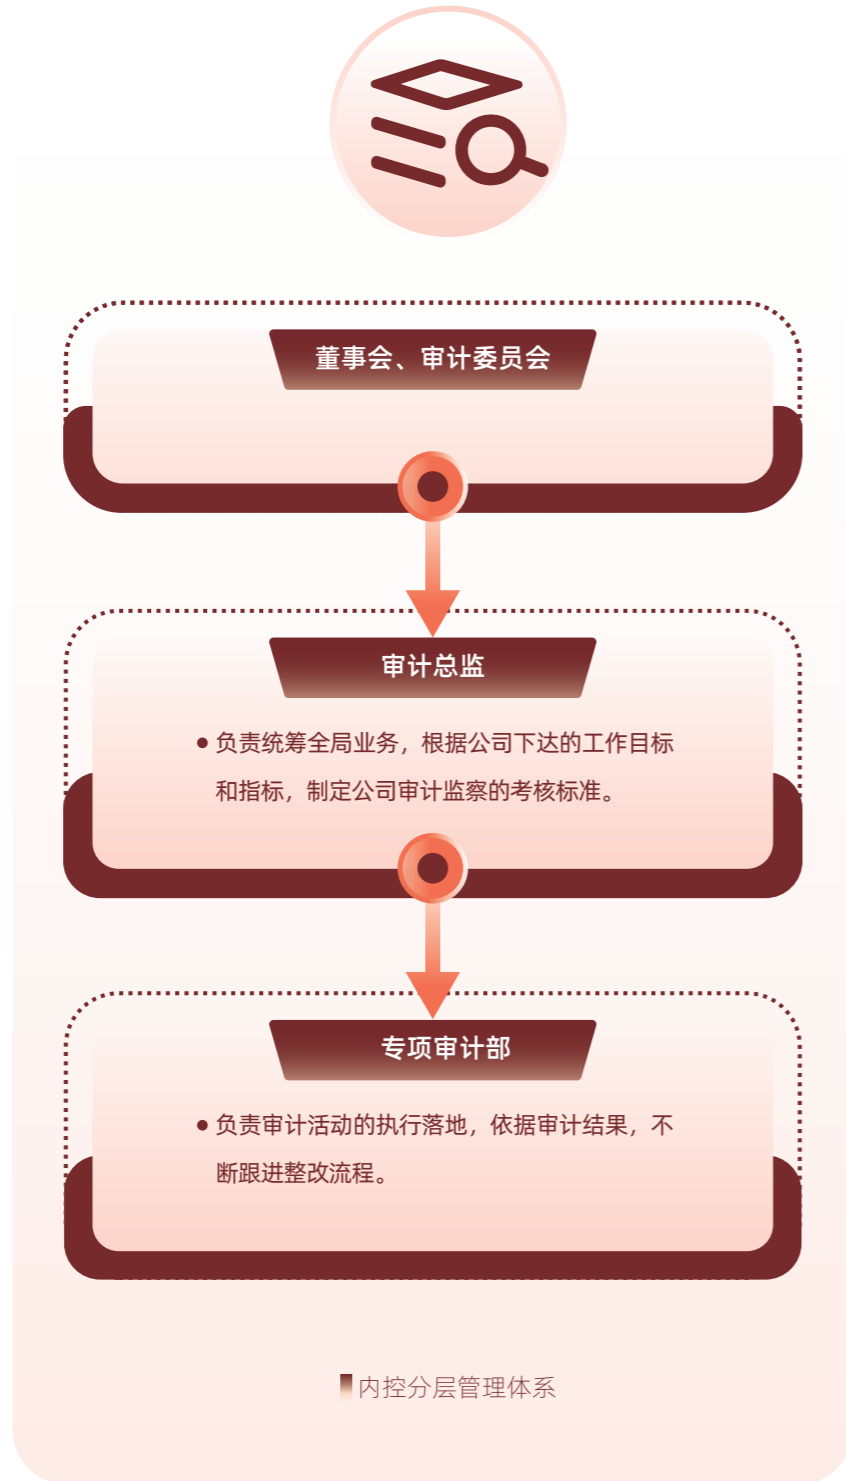 董事会、审计委员会
审计总监
负责统筹全局业务，根据公司下达的工作目标
和指标，制定公司审计监察的考核标准。
专项审计部
负责审计活动的执行落地，依据审计结果，不
断跟进整改流程。
内控分层管理体系